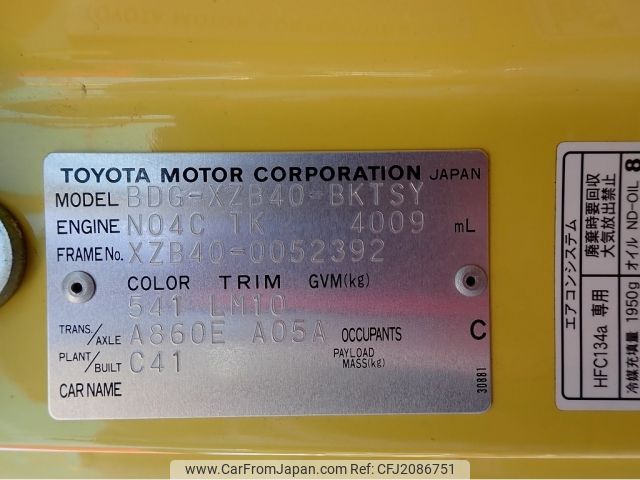 TOYOTA MOTOR CORPORATION JAPAN
MODEL BDG-XZB40-BKTSY
ENGINE N04C TK 4009 mL
FRAME No. XZB40-0052392
COLOR TRIM GVM(kg)
541 LM10
TRANS./AXLE A860E A05A OCCUPANTS C
PLANT/BUILT C41 PAYLOAD MASS(kg)
CAR NAME
30881
エアコンシステム
廃棄時要回収
大気放出禁止
HFC134a 専用
冷媒充填量 1950g オイル ND-OIL 8
www.CarFromJapan.com © CarFromJapan - CFJ2086751